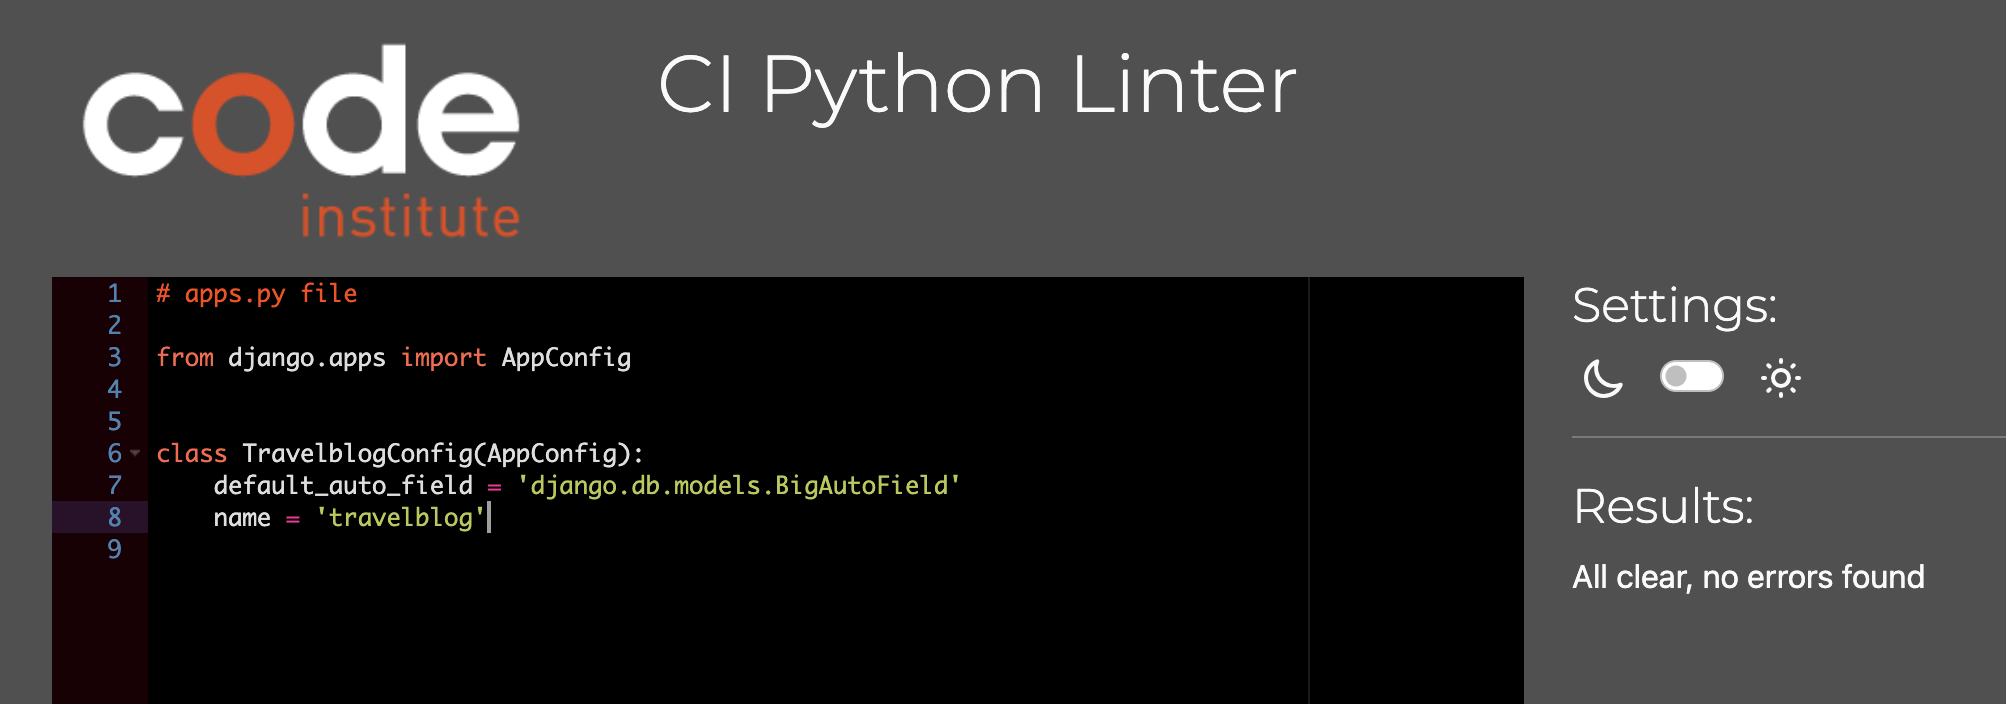 code
institute
CI Python Linter
1 # apps.py file
2
3 from django.apps import AppConfig
4
5
6 class TravelblogConfig(AppConfig):
7     default_auto_field = 'django.db.models.BigAutoField'
8     name = 'travelblog'
9
Settings:
Results:
All clear, no errors found